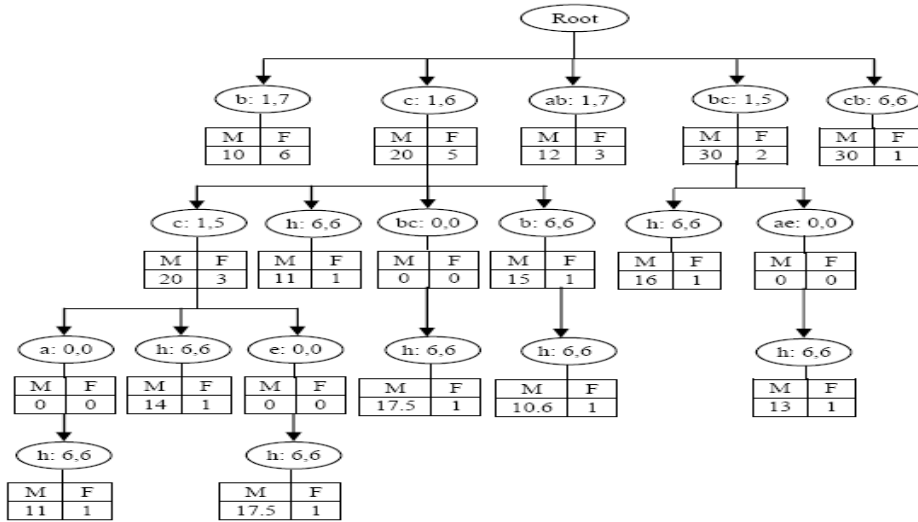 Root
b: 1,7 c: 1,6 ab: 1,7 bc: 1,5 cb: 6,6
M F M F M F M F M F
10 6 20 5 12 3 30 2 30 1
c: 1,5 h: 6,6 bc: 0,0 b: 6,6 h: 6,6 ae: 0,0
M F M F M F M F M F M F
20 3 11 1 0 0 15 1 16 1 0 0
a: 0,0 h: 6,6 e: 0,0 h: 6,6 h: 6,6 h: 6,6
M F M F M F M F M F M F
0 0 14 1 0 0 17.5 1 10.6 1 13 1
h: 6,6 h: 6,6
M F M F
11 1 17.5 1